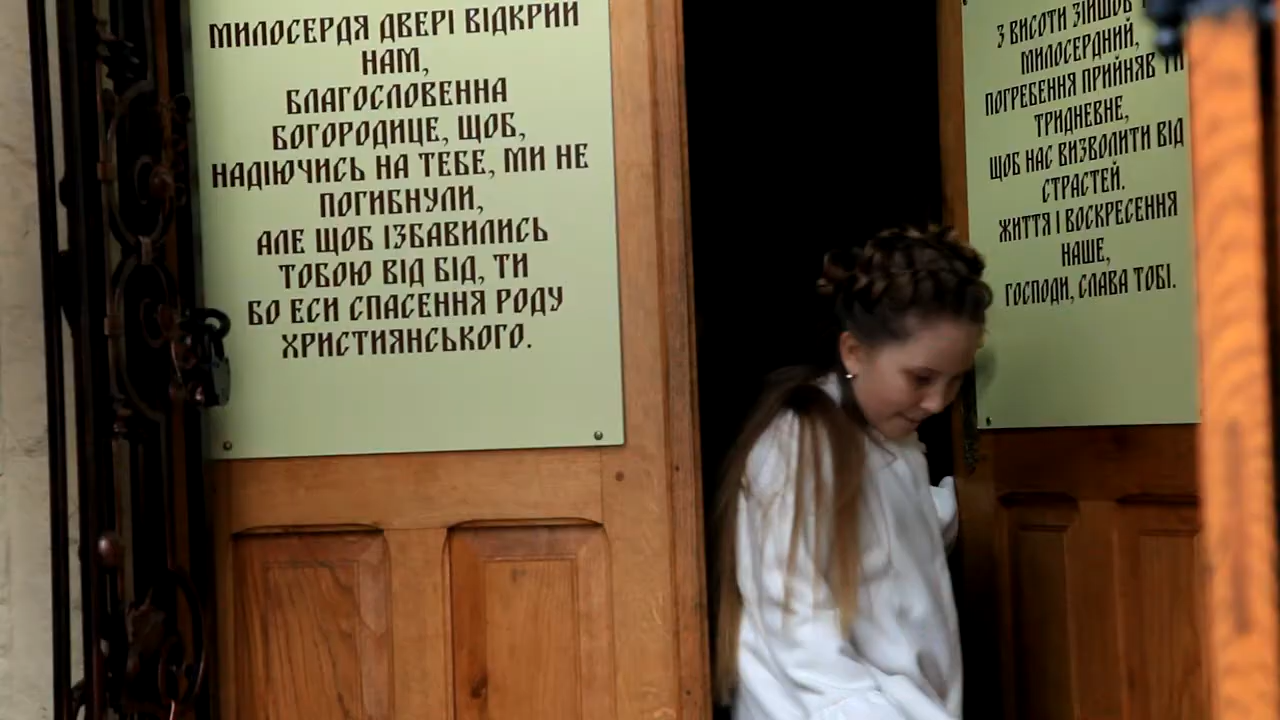 МИЛОСЕРДЯ ДВЕРІ ВІДКРИЙ
НАМ,
БЛАГОСЛОВЕННА
БОГОРОДИЦЕ, ЩОБ,
НАДІЮЧИСЬ НА ТЕБЕ, МИ НЕ
ПОГИБНУЛИ,
АЛЕ ЩОБ ІЗБАВИЛИСЬ
ТОБОЮ ВІД БІД, ТИ
БО ЕСИ СПАСЕННЯ РОДУ
ХРИСТИЯНСЬКОГО.
З ВИСОТИ ЗІЙШОВ
МИЛОСЕРДНИЙ,
ПОГРЕБЕННЯ ПРИЙНЯВ ТИ
ТРИДНЕВНЕ,
ЩОБ НАС ВИЗВОЛИТИ ВІД
СТРАСТЕЙ.
ЖИТТЯ І ВОСКРЕСЕННЯ
НАШЕ,
ГОСПОДИ, СЛАВА ТОБІ.